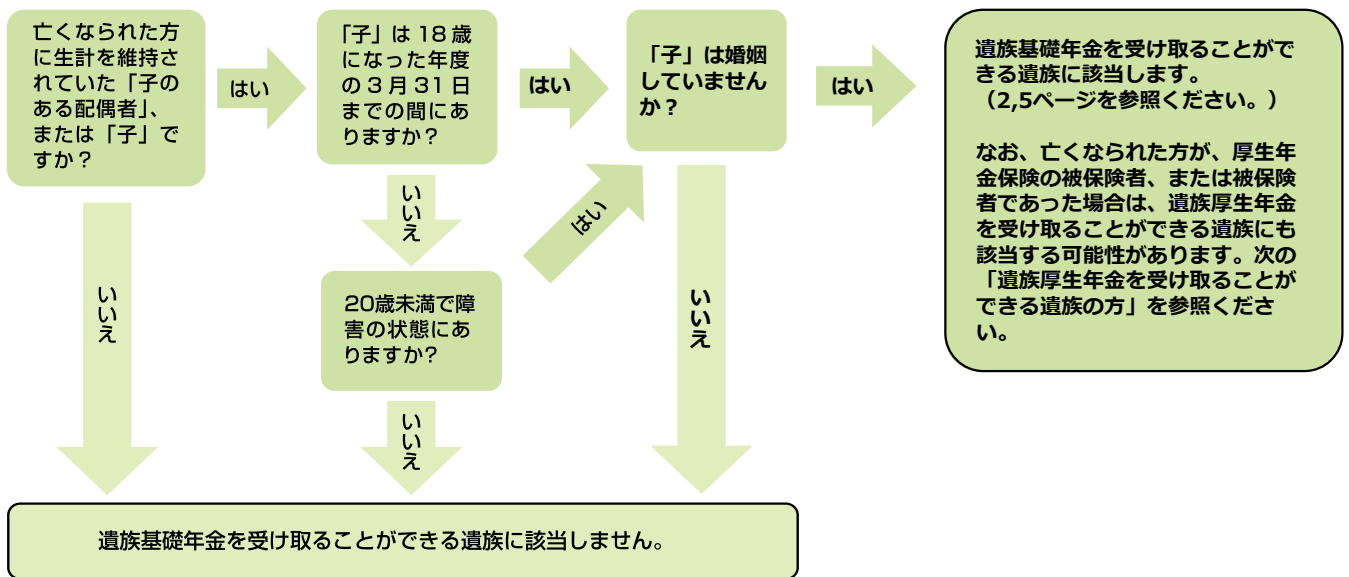 亡くなられた方
に生計を維持さ
れていた「子の
ある配偶者」、
または「子」で
すか?
はい
「子」は 18 歳
になった年度
の 3 月 31 日
までの間にあ
りますか?
はい
「子」は婚姻
していません
か?
はい
遺族基礎年金を受け取ることがで
きる遺族に該当します。
(2,5ページを参照ください。)
なお、亡くなられた方が、厚生年
金保険の被保険者、または被保険
者であった場合は、遺族厚生年金
を受け取ることができる遺族にも
該当する可能性があります。次の
「遺族厚生年金を受け取ることが
できる遺族の方」を参照くださ
い。
いいえ
はい
20歳未満で障
害の状態にあ
りますか?
いいえ
いいえ
いいえ
遺族基礎年金を受け取ることができる遺族に該当しません。